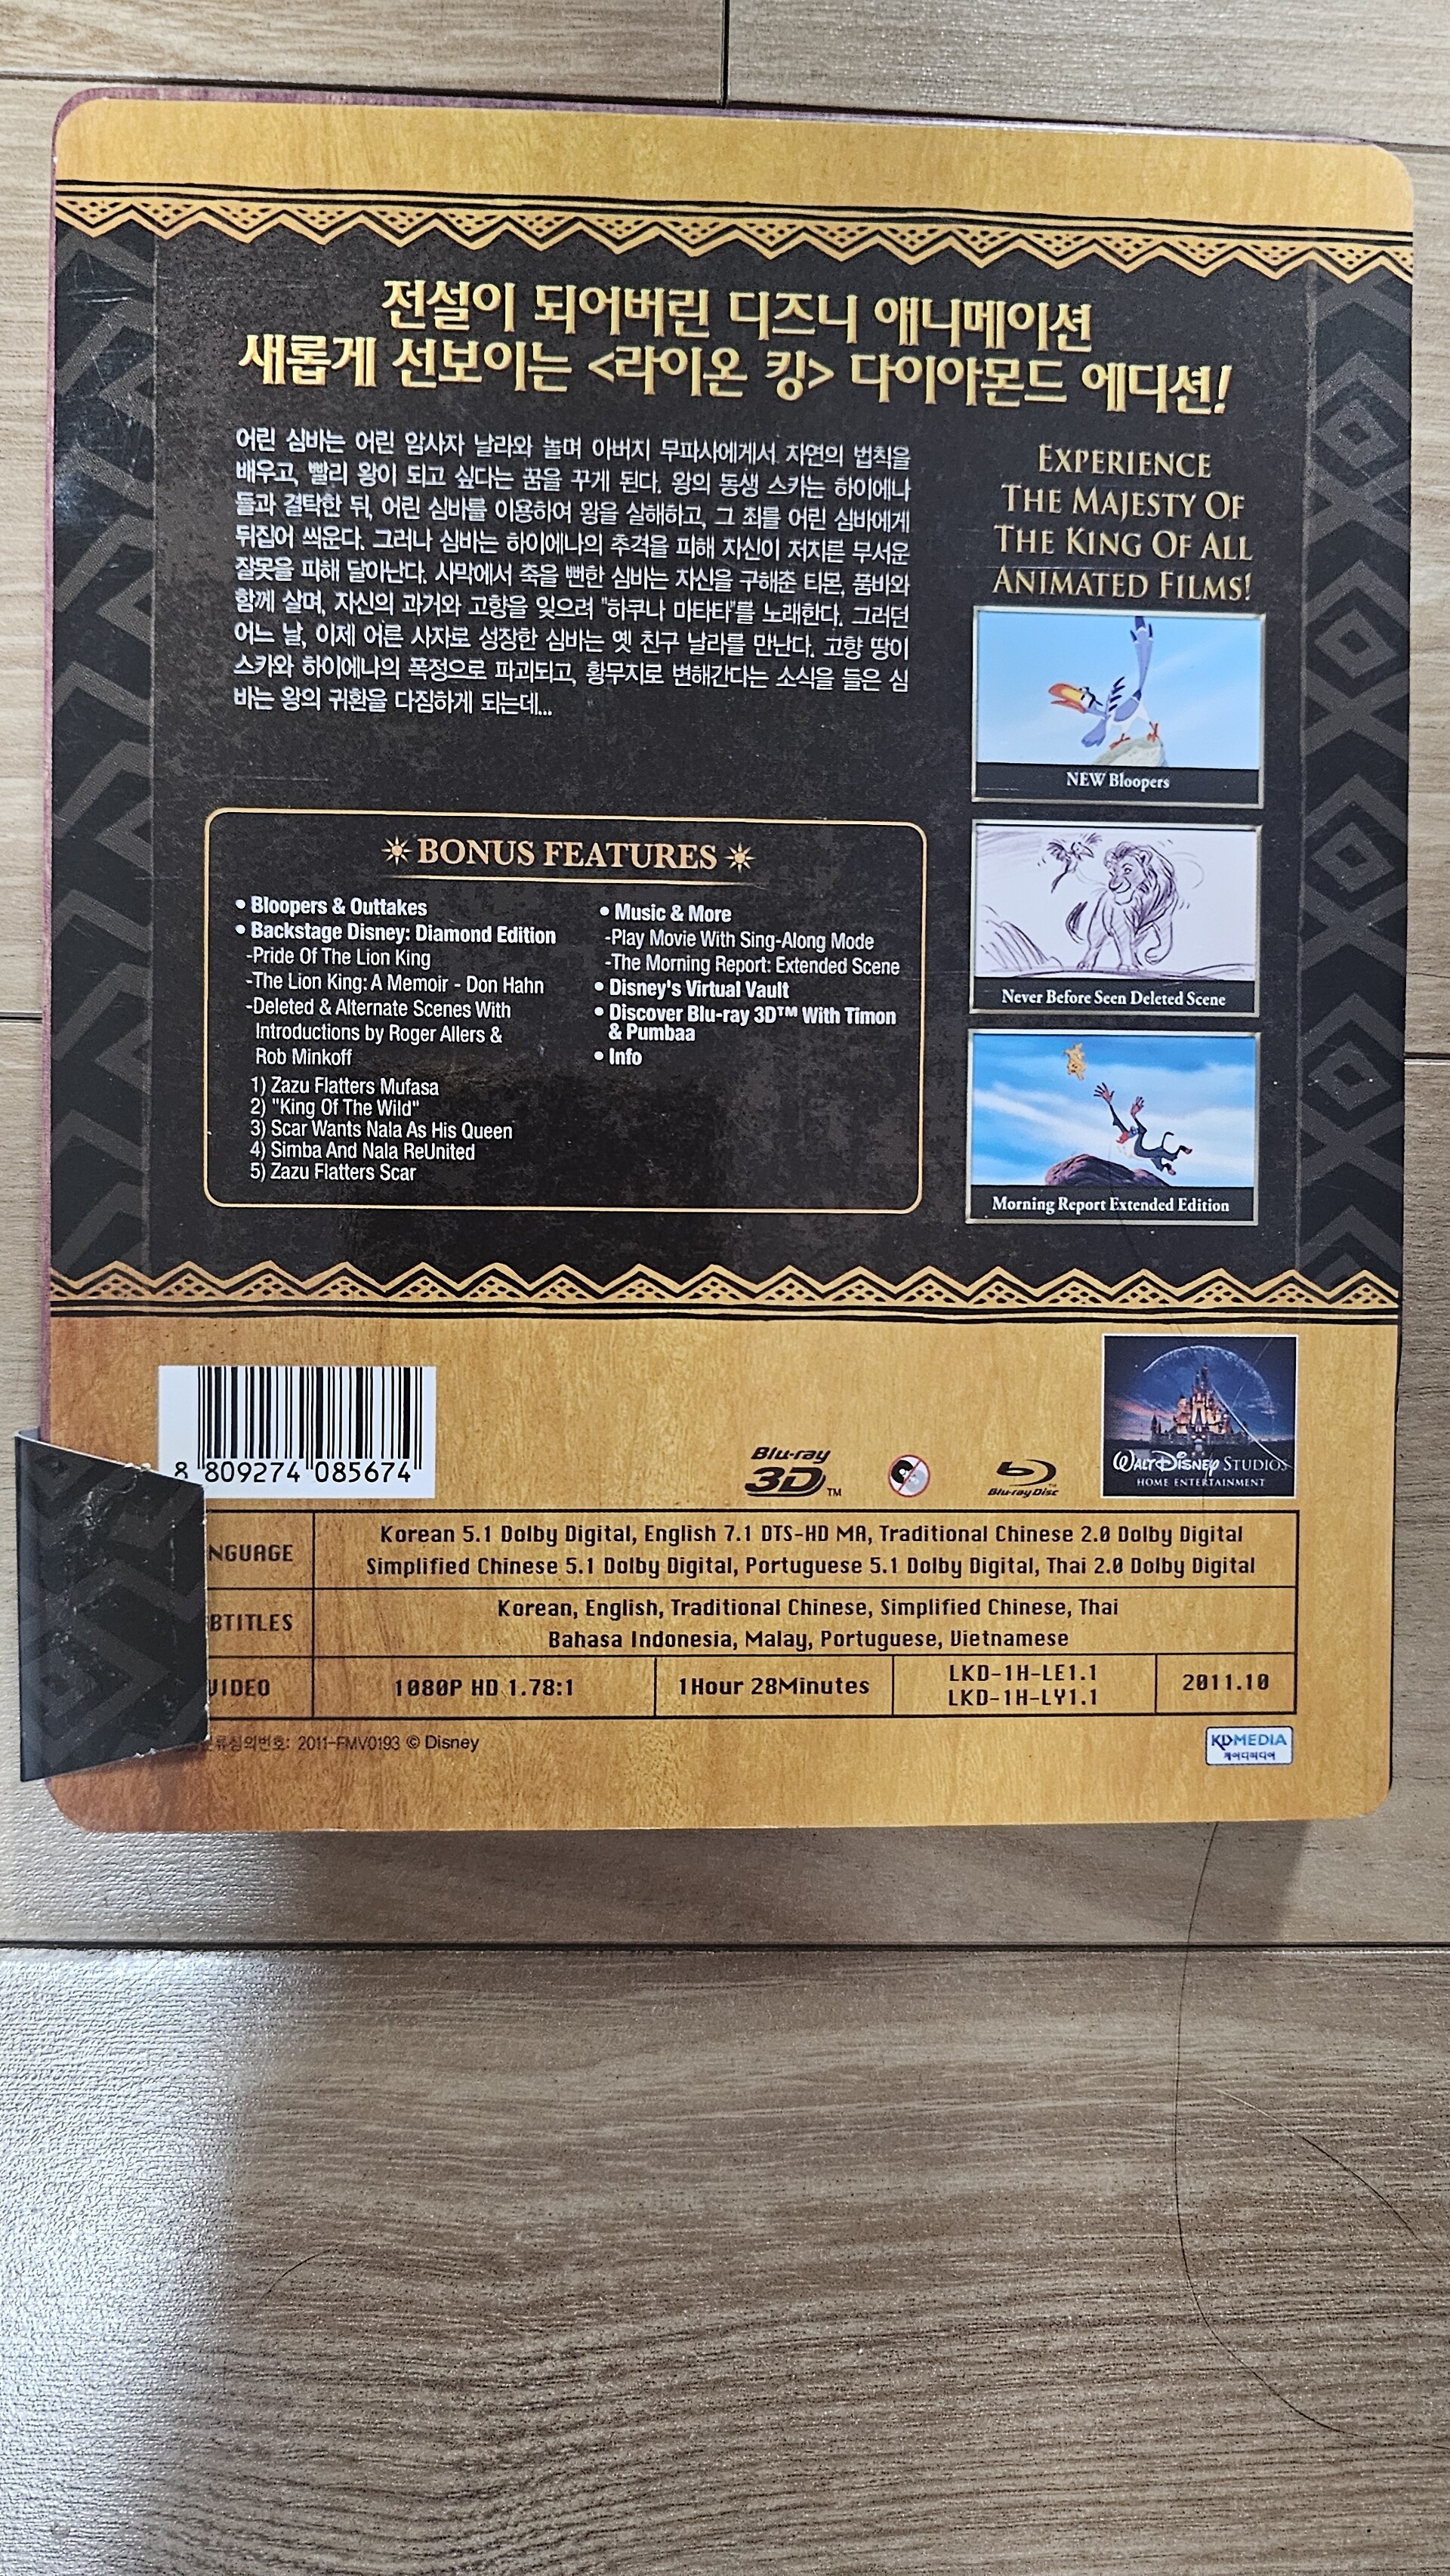 전설이 되어버린 디즈니 애니메이션
새롭게 선보이는 <라이온 킹> 다이아몬드 에디션!
어린 심바는 어린 암사자 날라와 놀며 아버지 무파사에게서 자연의 법칙을
배우고, 빨리 왕이 되고 싶다는 꿈을 꾸게 된다. 왕의 동생 스카는 하이에나
들과 결탁한 뒤, 어린 심바를 이용하여 왕을 살해하고, 그 죄를 어린 심바에게
뒤집어 씌운다. 그러나 심바는 하이에나의 추격을 피해 자신이 저지른 무서운
잘못을 피해 달아난다. 사막에서 죽을 뻔한 심바는 자신을 구해준 티몬, 품바와
함께 살며, 자신의 과거와 고향을 잊으려 "하쿠나 마타타"를 노래한다. 그러던
어느 날, 이제 어른 사자로 성장한 심바는 옛 친구 날라를 만난다. 고향 땅이
스카와 하이에나의 폭정으로 파괴되고, 황무지로 변해간다는 소식을 들은 심
바는 왕의 귀환을 다짐하게 되는데...
EXPERIENCE
THE MAJESTY OF
THE KING OF ALL
ANIMATED FILMS!
NEW Bloopers
Never Before Seen Deleted Scene
Morning Report Extended Edition
BONUS FEATURES
• Bloopers & Outtakes
• Backstage Disney: Diamond Edition
-Pride Of The Lion King
-The Lion King: A Memoir - Don Hahn
-Deleted & Alternate Scenes With
Introductions by Roger Allers &
Rob Minkoff
1) Zazu Flatters Mufasa
2) "King Of The Wild"
3) Scar Wants Nala As His Queen
4) Simba And Nala ReUnited
5) Zazu Flatters Scar
• Music & More
-Play Movie With Sing-Along Mode
-The Morning Report: Extended Scene
• Disney's Virtual Vault
• Discover Blu-ray 3D™ With Timon
& Pumbaa
• Info
8 809274 085674
Blu-ray
3D™
Blu-ray Disc
WALT DISNEY STUDIOS
HOME ENTERTAINMENT
NGUAGE
Korean 5.1 Dolby Digital, English 7.1 DTS-HD MA, Traditional Chinese 2.0 Dolby Digital
Simplified Chinese 5.1 Dolby Digital, Portuguese 5.1 Dolby Digital, Thai 2.0 Dolby Digital
BTITLES
Korean, English, Traditional Chinese, Simplified Chinese, Thai
Bahasa Indonesia, Malay, Portuguese, Vietnamese
VIDEO
1080P HD 1.78:1
1Hour 28Minutes
LKD-1H-LE1.1
LKD-1H-LY1.1
2011.10
류심의번호: 2011-FMV0193 © Disney
KDMEDIA
케이디미디어